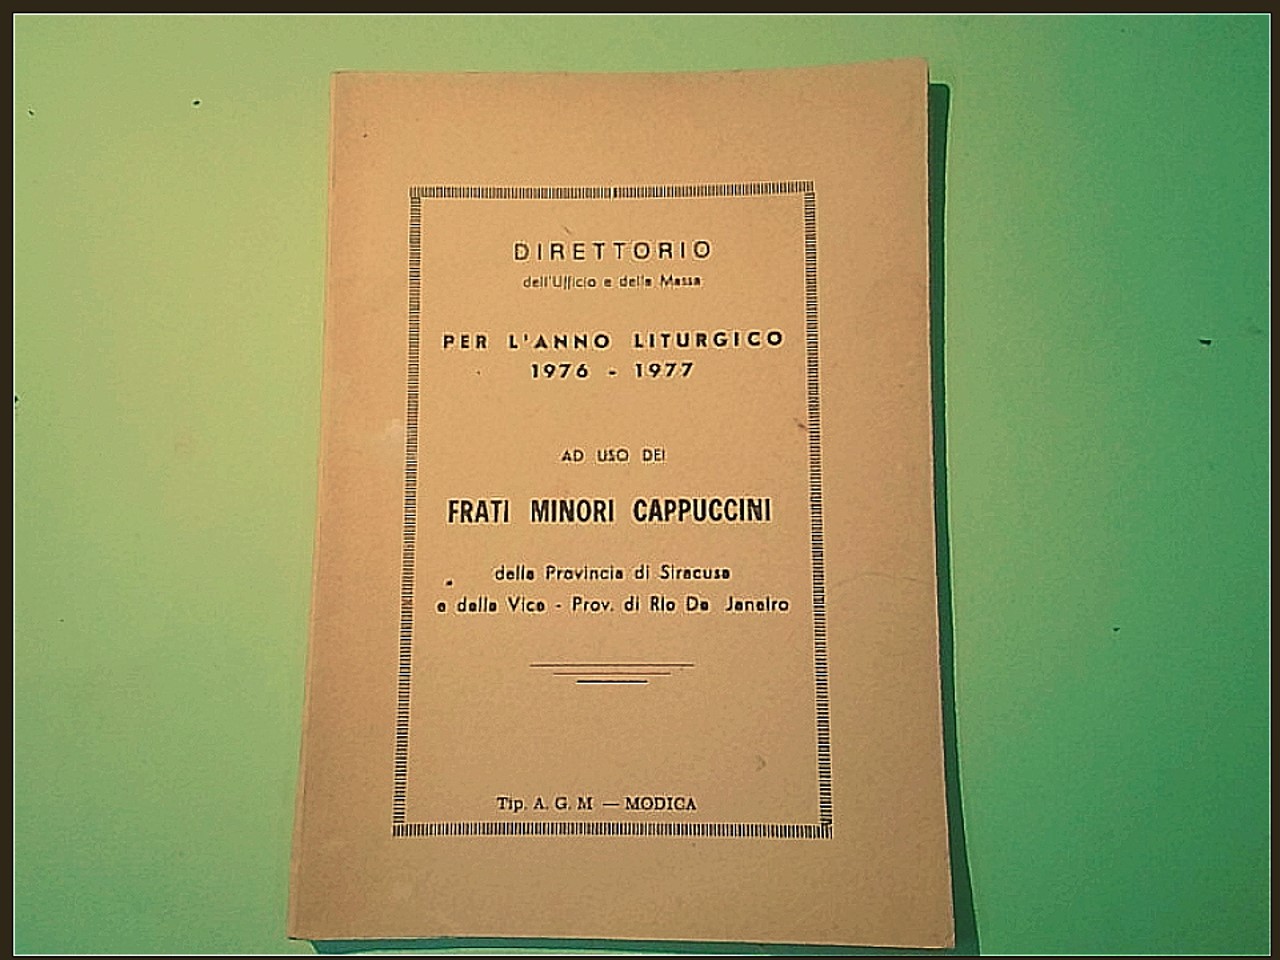 DIRETTORIO
dell'Ufficio e della Messa
PER L'ANNO LITURGICO
1976 - 1977
AD USO DEI
FRATI MINORI CAPPUCCINI
della Provincia di Siracusa
e della Vice - Prov. di Rio De Janeiro
Tip. A. G. M — MODICA